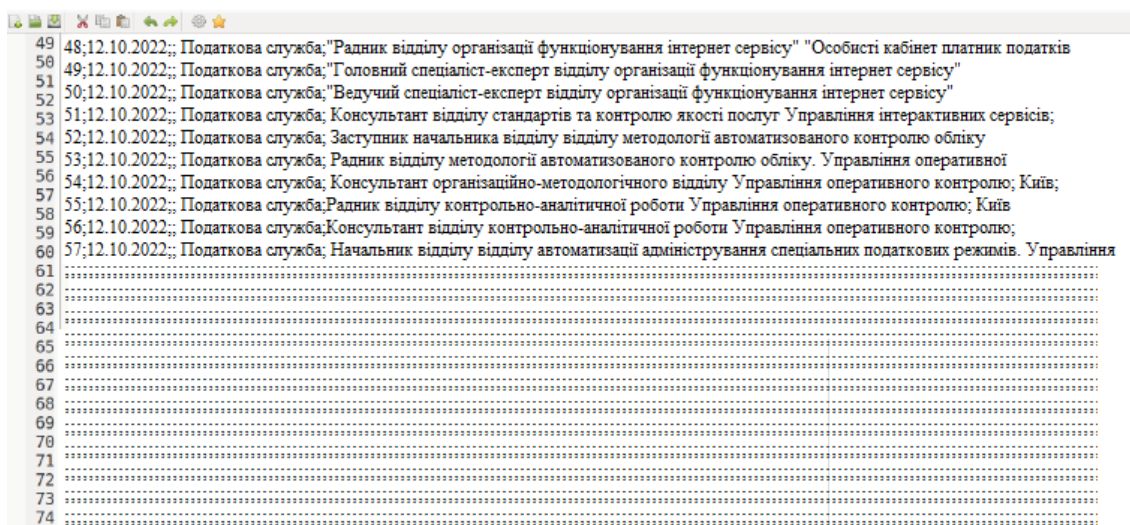 49
50
51
52
53
54
55
56
57
58
59
60
61
62
63
64
65
66
67
68
69
70
71
72
73
74
48;12.10.2022;; Податкова служба;"Радник відділу організації функціонування інтернет сервісу" "Особисті кабінет платник податків
49;12.10.2022;; Податкова служба;"Головний спеціаліст-експерт відділу організації функціонування інтернет сервісу"
50;12.10.2022;; Податкова служба;"Ведучий спеціаліст-експерт відділу організації функціонування інтернет сервісу"
51;12.10.2022;; Податкова служба; Консультант відділу стандартів та контролю якості послуг Управління інтерактивних сервісів;
52;12.10.2022;; Податкова служба; Заступник начальника відділу відділу методології автоматизованого контролю обліку
53;12.10.2022;; Податкова служба; Радник відділу методології автоматизованого контролю обліку. Управління оперативної
54;12.10.2022;; Податкова служба; Консультант організаційно-методологічного відділу Управління оперативного контролю; Київ;
55;12.10.2022;; Податкова служба;Радник відділу контрольно-аналітичної роботи Управління оперативного контролю; Київ
56;12.10.2022;; Податкова служба;Консультант відділу контрольно-аналітичної роботи Управління оперативного контролю;
57;12.10.2022;; Податкова служба; Начальник відділу відділу автоматизації адміністрування спеціальних податкових режимів. Управління